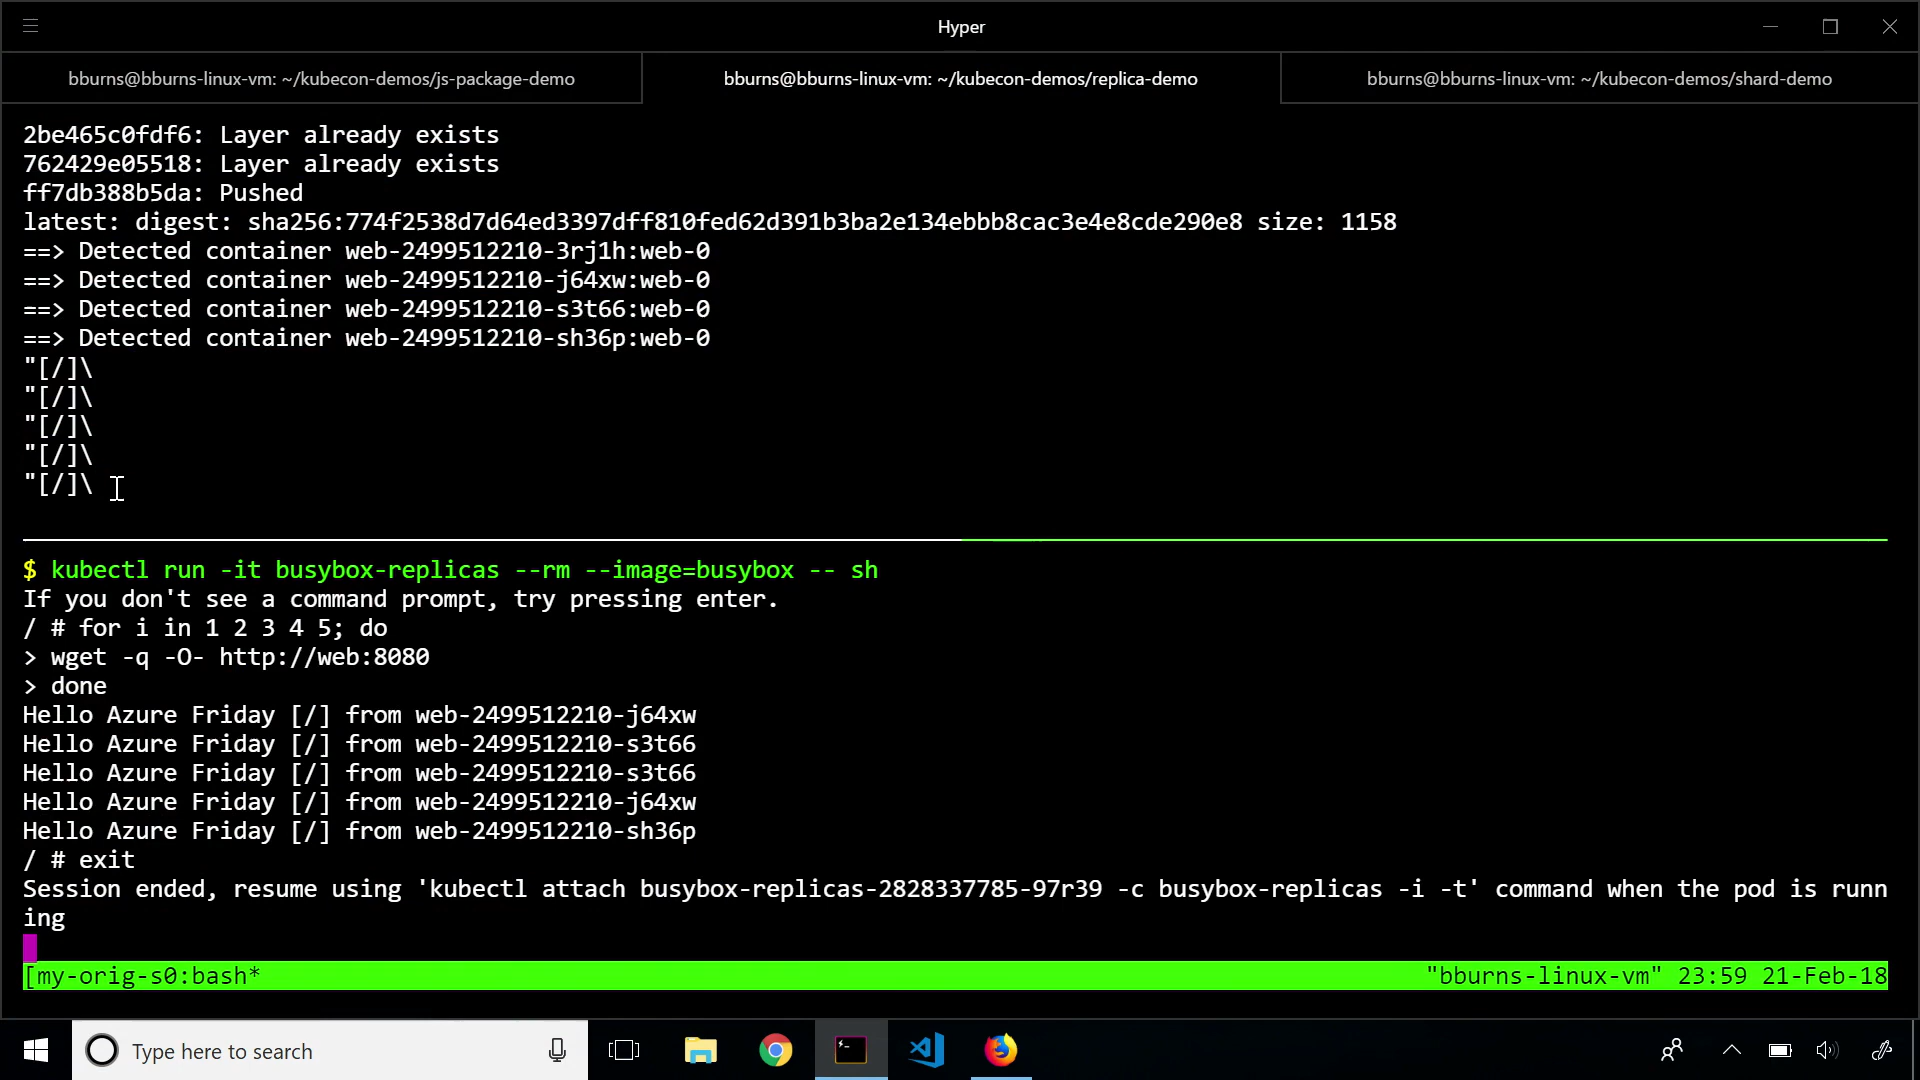 Hyper
bburns@bburns-linux-vm: ~/kubecon-demos/js-package-demo
bburns@bburns-linux-vm: ~/kubecon-demos/replica-demo
bburns@bburns-linux-vm: ~/kubecon-demos/shard-demo
2be465c0fdf6: Layer already exists
762429e05518: Layer already exists
ff7db388b5da: Pushed
latest: digest: sha256:774f2538d7d64ed3397dff810fed62d391b3ba2e134ebbb8cac3e4e8cde290e8 size: 1158
==> Detected container web-2499512210-3rj1h:web-0
==> Detected container web-2499512210-j64xw:web-0
==> Detected container web-2499512210-s3t66:web-0
==> Detected container web-2499512210-sh36p:web-0
"[/]\
"[/]\
"[/]\
"[/]\
"[/]\
$ kubectl run -it busybox-replicas --rm --image=busybox -- sh
If you don't see a command prompt, try pressing enter.
/ # for i in 1 2 3 4 5; do
> wget -q -O- http://web:8080
> done
Hello Azure Friday [/] from web-2499512210-j64xw
Hello Azure Friday [/] from web-2499512210-s3t66
Hello Azure Friday [/] from web-2499512210-s3t66
Hello Azure Friday [/] from web-2499512210-j64xw
Hello Azure Friday [/] from web-2499512210-sh36p
/ # exit
Session ended, resume using 'kubectl attach busybox-replicas-2828337785-97r39 -c busybox-replicas -i -t' command when the pod is runn
ing
[my-orig-s0:bash* "bburns-linux-vm" 23:59 21-Feb-18
Type here to search